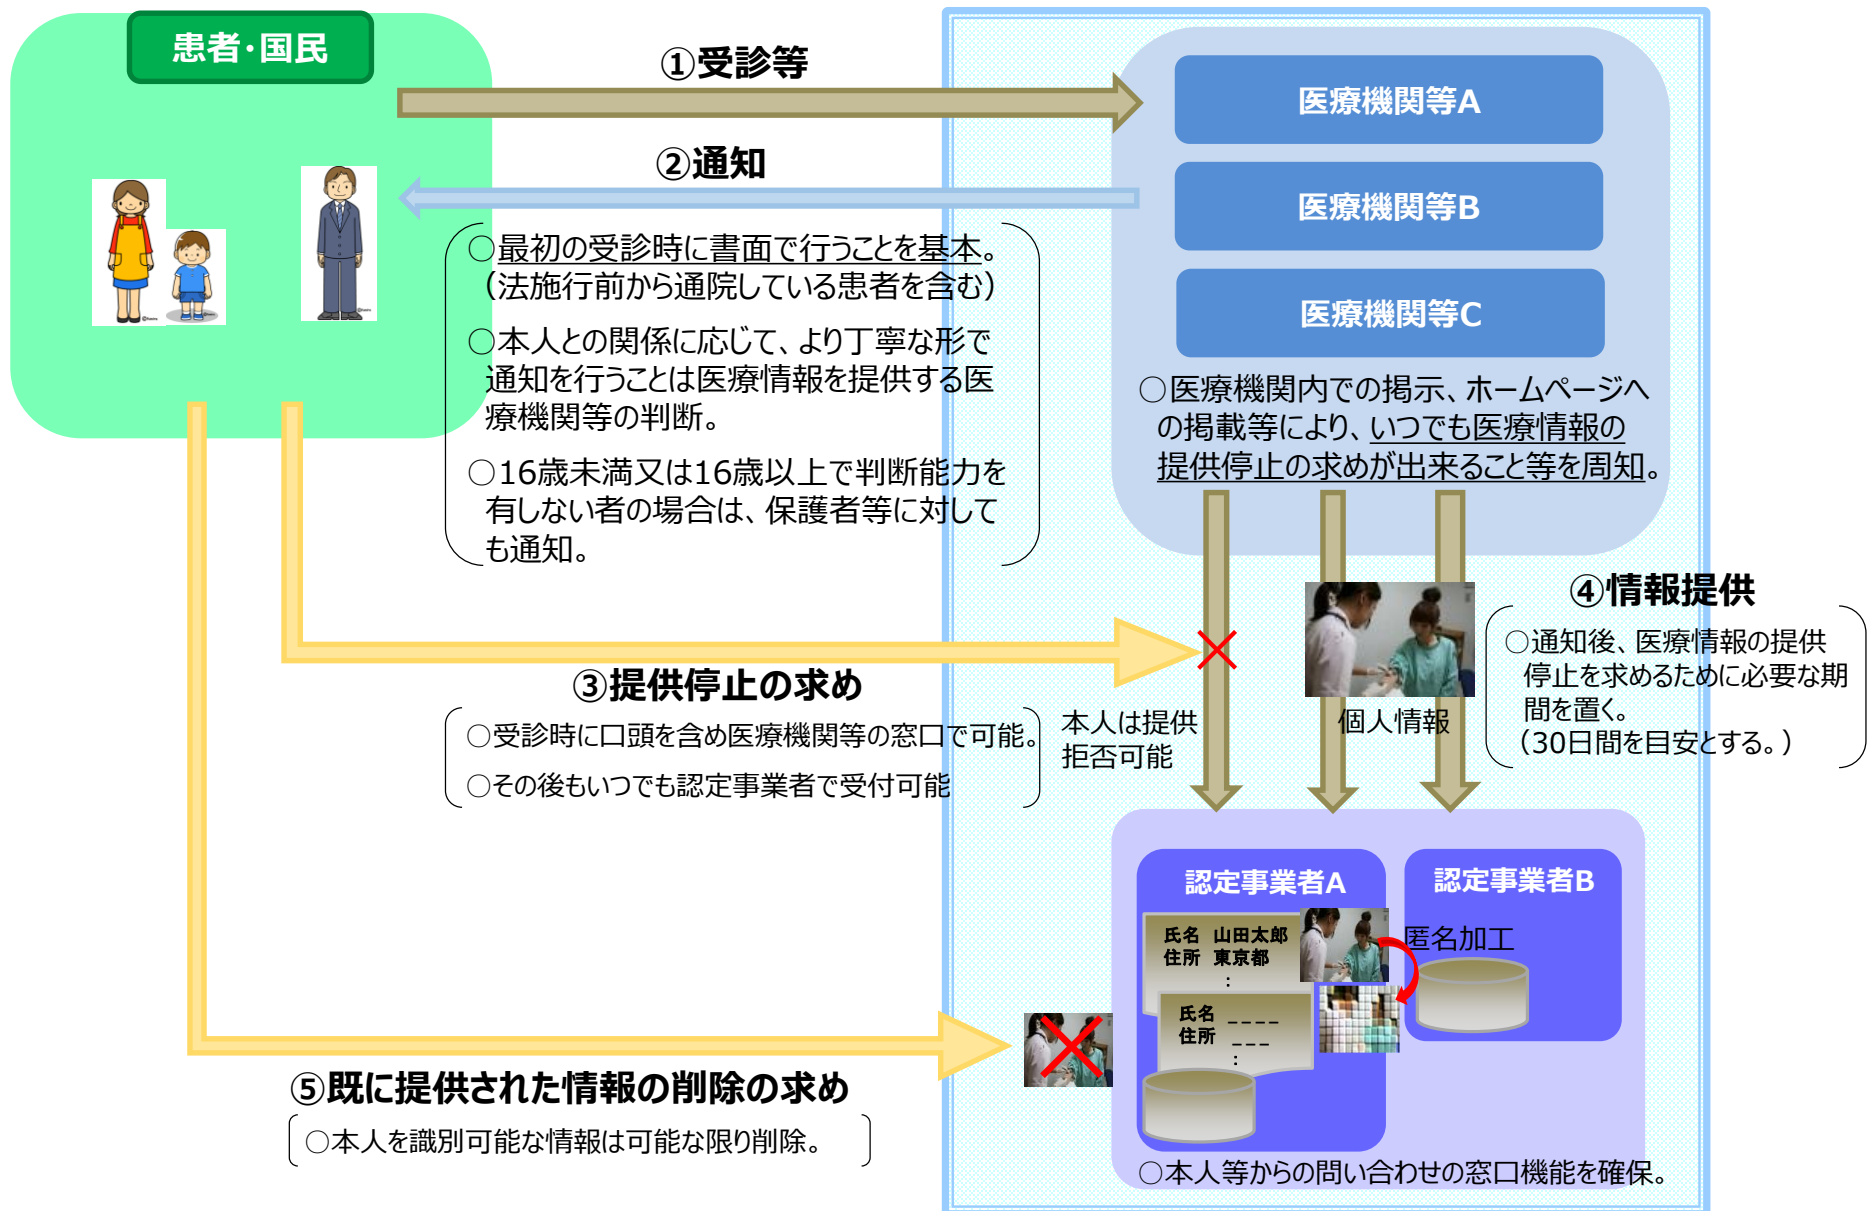 患者・国民
①受診等
②通知
○最初の受診時に書面で行うことを基本。
（法施行前から通院している患者を含む）
○本人との関係に応じて、より丁寧な形で
通知を行うことは医療情報を提供する医
療機関等の判断。
○16歳未満又は16歳以上で判断能力を
有しない者の場合は、保護者等に対して
も通知。
医療機関等A
医療機関等B
医療機関等C
○医療機関内での掲示、ホームページへ
の掲載等により、いつでも医療情報の
提供停止の求めが出来ること等を周知。
③提供停止の求め
○受診時に口頭を含め医療機関等の窓口で可能。
○その後もいつでも認定事業者で受付可能
本人は提供
拒否可能
個人情報
④情報提供
○通知後、医療情報の提供
停止を求めるために必要な期
間を置く。
（30日間を目安とする。）
認定事業者A
氏名 山田太郎
住所 東京都
：
氏名 ＿＿＿＿
住所 ＿＿＿
：
認定事業者B
匿名加工
⑤既に提供された情報の削除の求め
○本人を識別可能な情報は可能な限り削除。
○本人等からの問い合わせの窓口機能を確保。